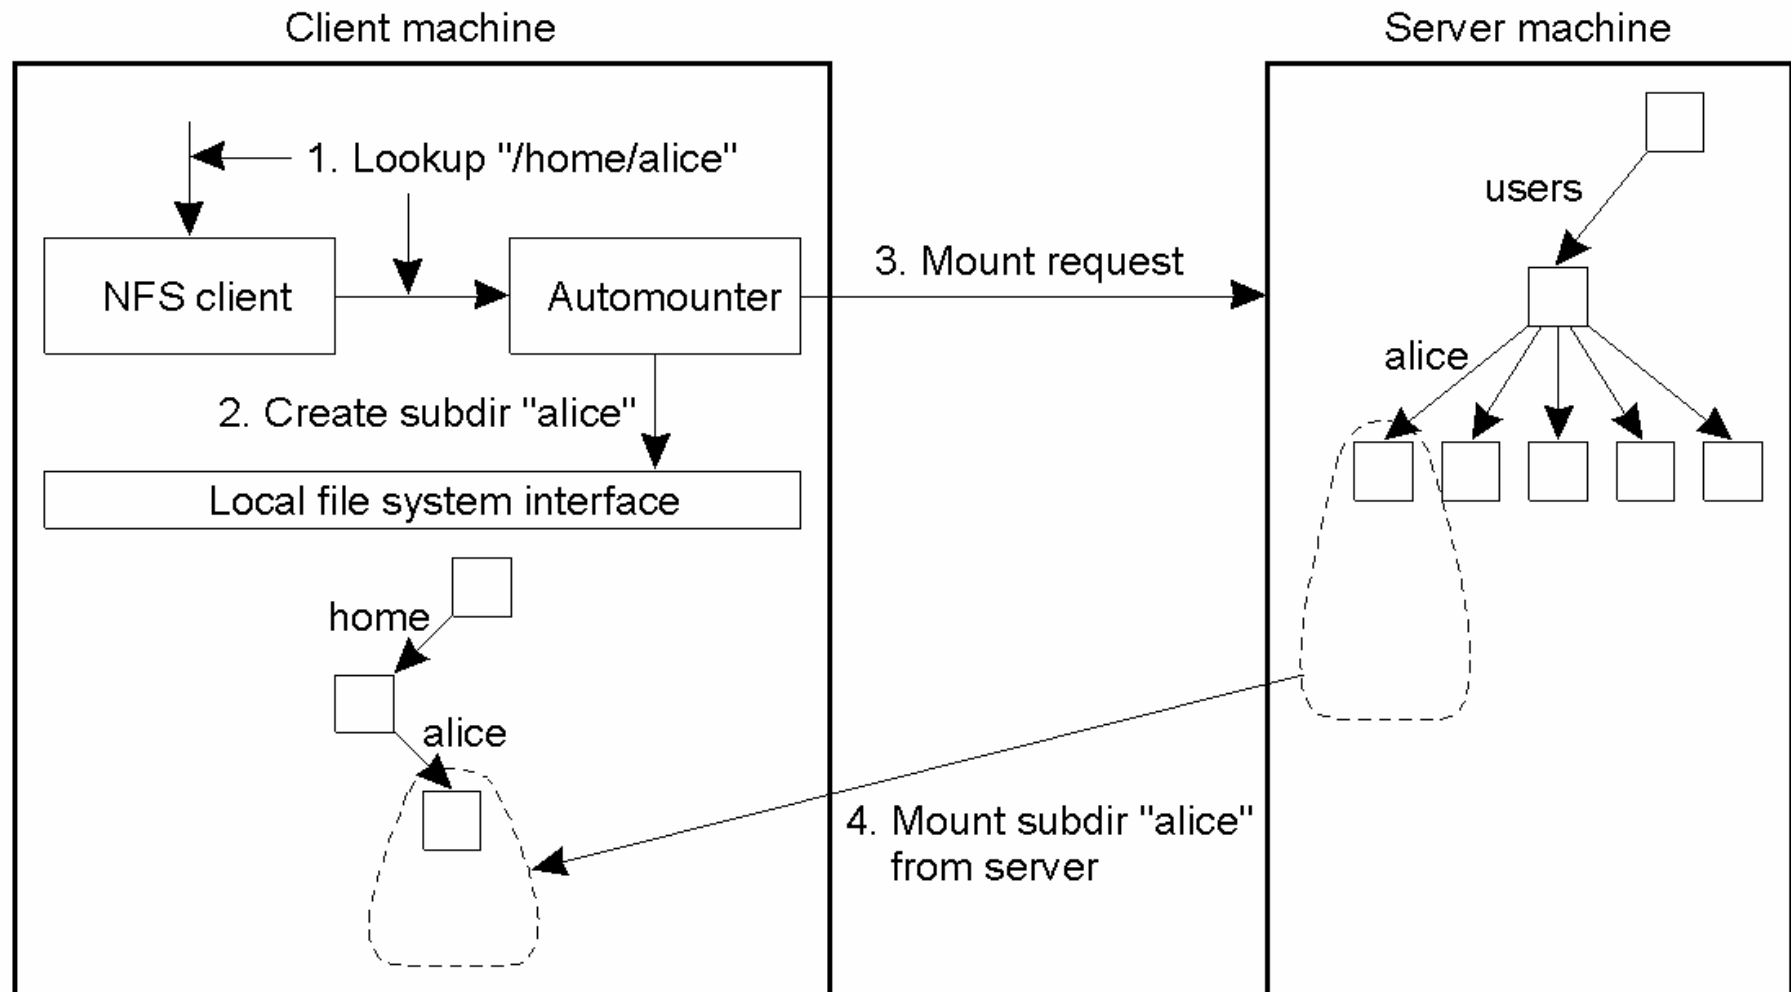 Client machine
Server machine
1. Lookup "/home/alice"
users
NFS client
Automounter
3. Mount request
alice
2. Create subdir "alice"
Local file system interface
home
alice
4. Mount subdir "alice"
from server